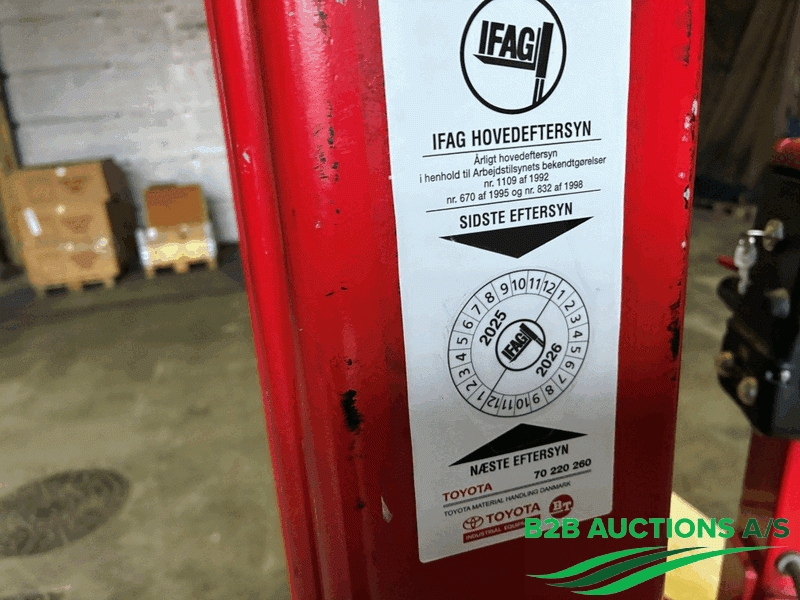 IFAG
IFAG HOVEDEFTERSYN
Årligt hovedeftersyn
i henhold til Arbejdstilsynets bekendtgørelser
nr. 1109 af 1992
nr. 670 af 1995 og nr. 832 af 1998
SIDSTE EFTERSYN
1 2 3 4 5 6 7 8 9 10 11 12
2025
IFAG
2026
1 2 3 4 5 6 7 8 9 10 11 12
NÆSTE EFTERSYN
TOYOTA 70 220 260
TOYOTA MATERIAL HANDLING DANMARK
TOYOTA BT
INDUSTRIAL
B2B AUCTIONS A/S